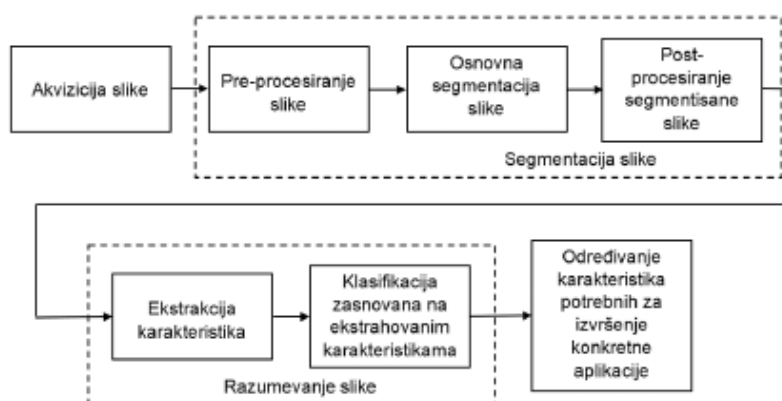 Akvizicija slike
Pre-procesiranje
slike
Osnovna
segmentacija
slike
Post-
procesiranje
segmentisane
slike
Segmentacija slike
Ekstrakcija
karakteristika
Klasifikacija
zasnovana na
ekstrahovanim
karakteristikama
Razumevanje slike
Određivanje
karakteristika
potrebnih za
izvršenje
konkretne
aplikacije